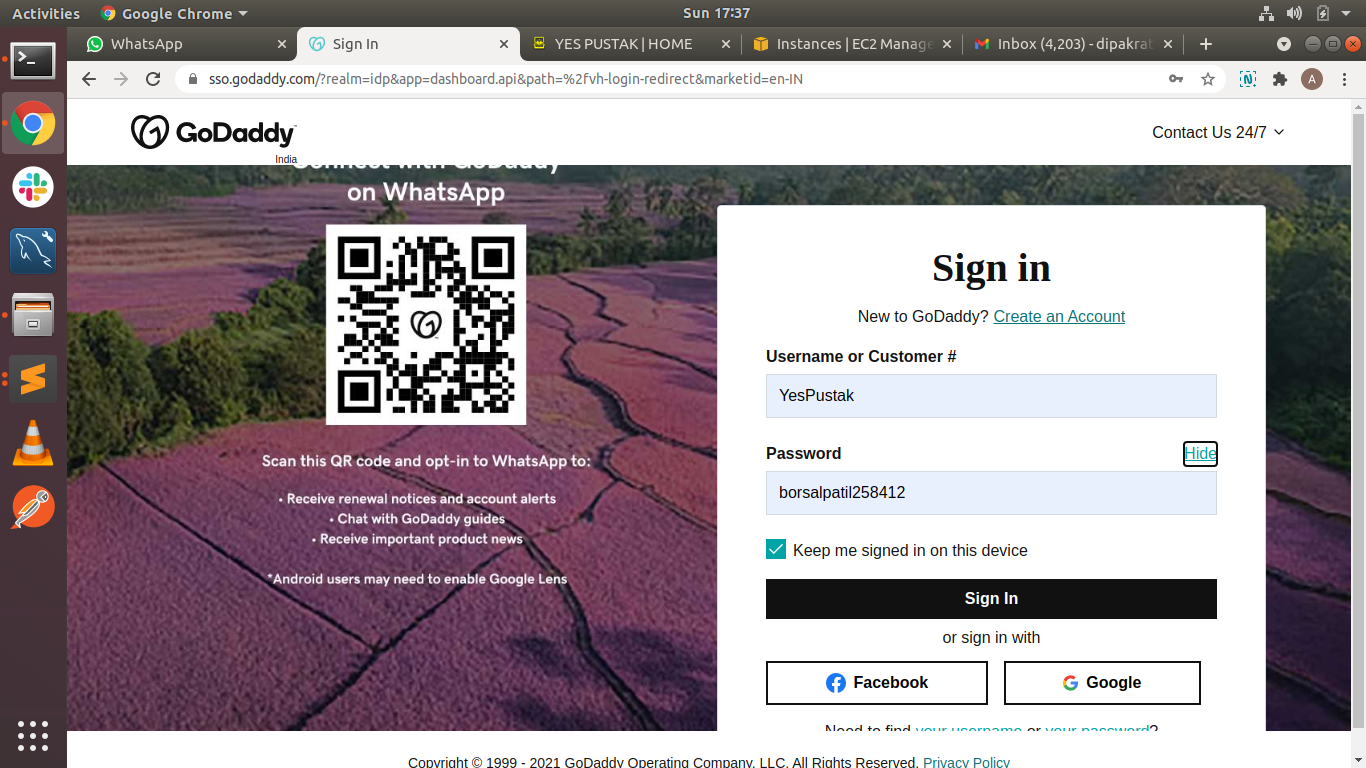 Activities
Google Chrome
Sun 17:37
WhatsApp
Sign In
YES PUSTAK | HOME
Instances | EC2 Manage
Inbox (4,203) - dipakrat
sso.godaddy.com/?realm=idp&app=dashboard.api&path=%2fvh-login-redirect&marketid=en-IN
A
GoDaddy
India
Contact Us 24/7
Connect with GoDaddy
on WhatsApp
Scan this QR code and opt-in to WhatsApp to:
• Receive renewal notices and account alerts
• Chat with GoDaddy guides
• Receive important product news
*Android users may need to enable Google Lens
Sign in
New to GoDaddy? Create an Account
Username or Customer #
YesPustak
Password
Hide
borsalpatil258412
Keep me signed in on this device
Sign In
or sign in with
Facebook
Google
Need to find your username or your password?
Copyright © 1999 - 2021 GoDaddy Operating Company, LLC. All Rights Reserved. Privacy Policy